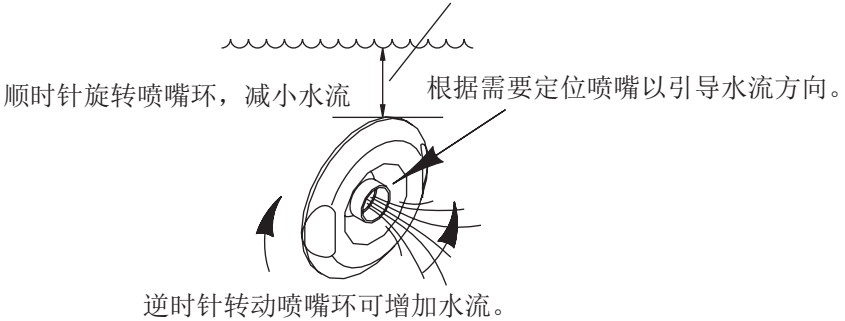 顺时针旋转喷嘴环，减小水流
根据需要定位喷嘴以引导水流方向。
逆时针转动喷嘴环可增加水流。